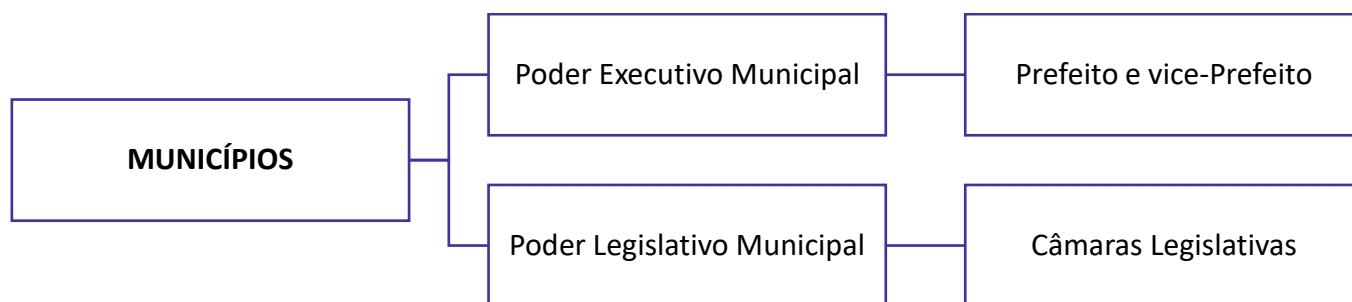 MUNICÍPIOS
Poder Executivo Municipal
Prefeito e vice-Prefeito
Poder Legislativo Municipal
Câmaras Legislativas